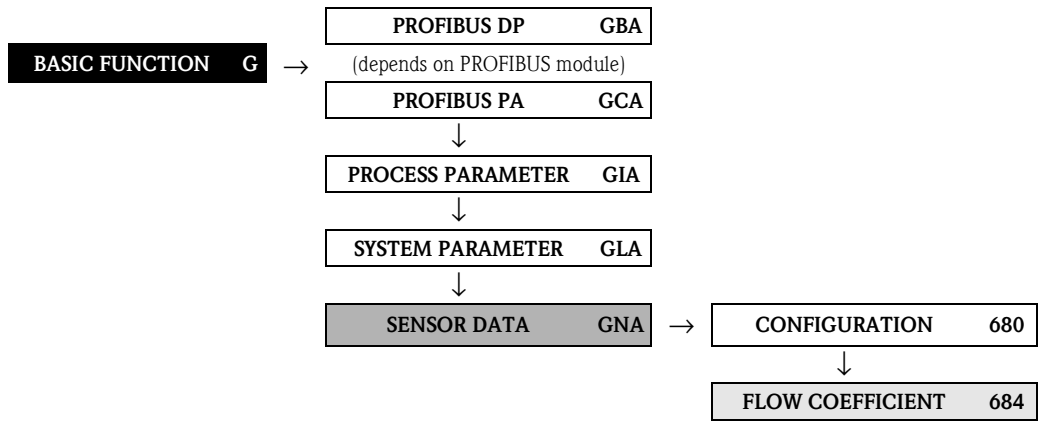 PROFIBUS DP GBA
BASIC FUNCTION G → (depends on PROFIBUS module)
PROFIBUS PA GCA
↓
PROCESS PARAMETER GIA
↓
SYSTEM PARAMETER GLA
↓
SENSOR DATA GNA → CONFIGURATION 680
↓
FLOW COEFFICIENT 684